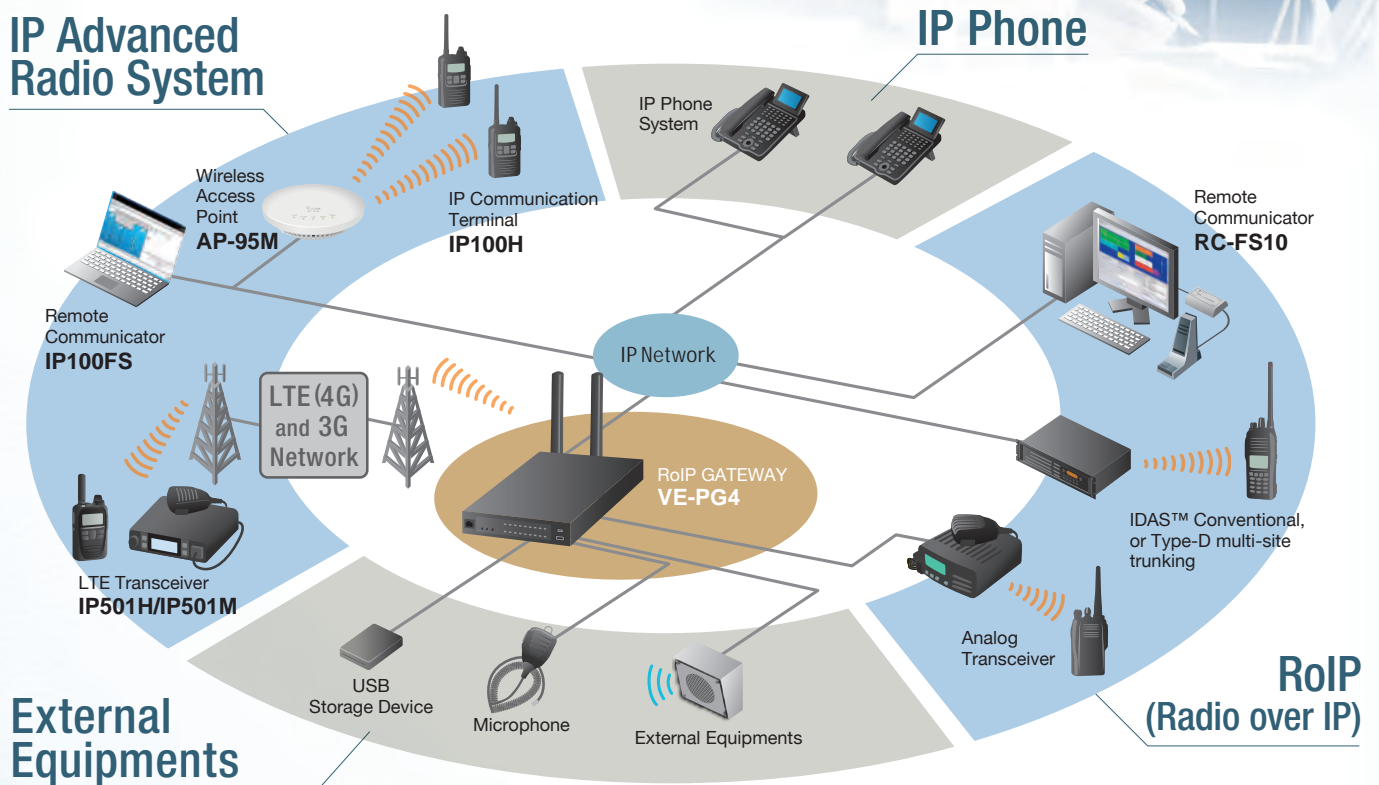 IP Advanced
Radio System
IP Phone
IP Phone
System
Wireless
Access
Point
AP-95M
IP Communication
Terminal
IP100H
Remote
Communicator
RC-FS10
Remote
Communicator
IP100FS
IP Network
LTE (4G)
and 3G
Network
RoIP GATEWAY
VE-PG4
IDAS™ Conventional,
or Type-D multi-site
trunking
LTE Transceiver
IP501H/IP501M
Analog
Transceiver
USB
Storage Device
Microphone
External Equipments
RoIP
(Radio over IP)
External
Equipments